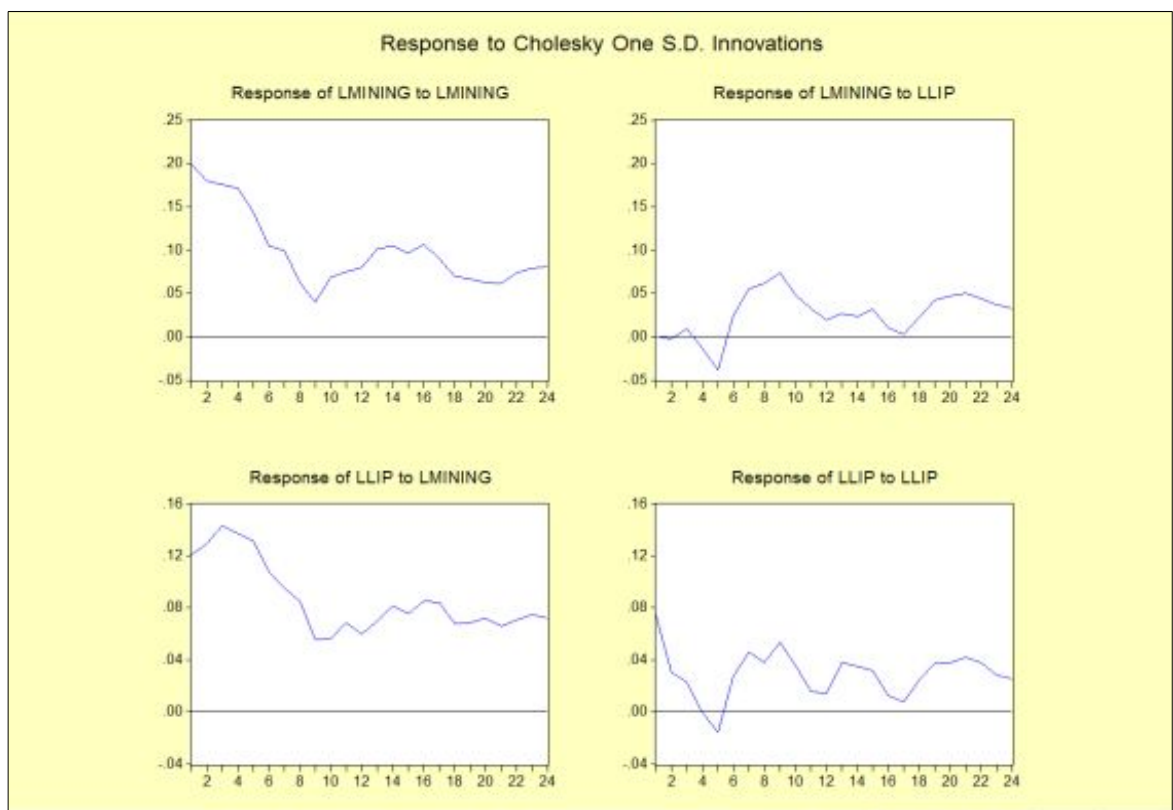 Response to Cholesky One S.D. Innovations
Response of LMINING to LMINING
.25
.20
.15
.10
.05
.00
-.05
2 4 6 8 10 12 14 16 18 20 22 24
Response of LMINING to LLIP
.25
.20
.15
.10
.05
.00
-.05
2 4 6 8 10 12 14 16 18 20 22 24
Response of LLIP to LMINING
.16
.12
.08
.04
.00
-.04
2 4 6 8 10 12 14 16 18 20 22 24
Response of LLIP to LLIP
.16
.12
.08
.04
.00
-.04
2 4 6 8 10 12 14 16 18 20 22 24